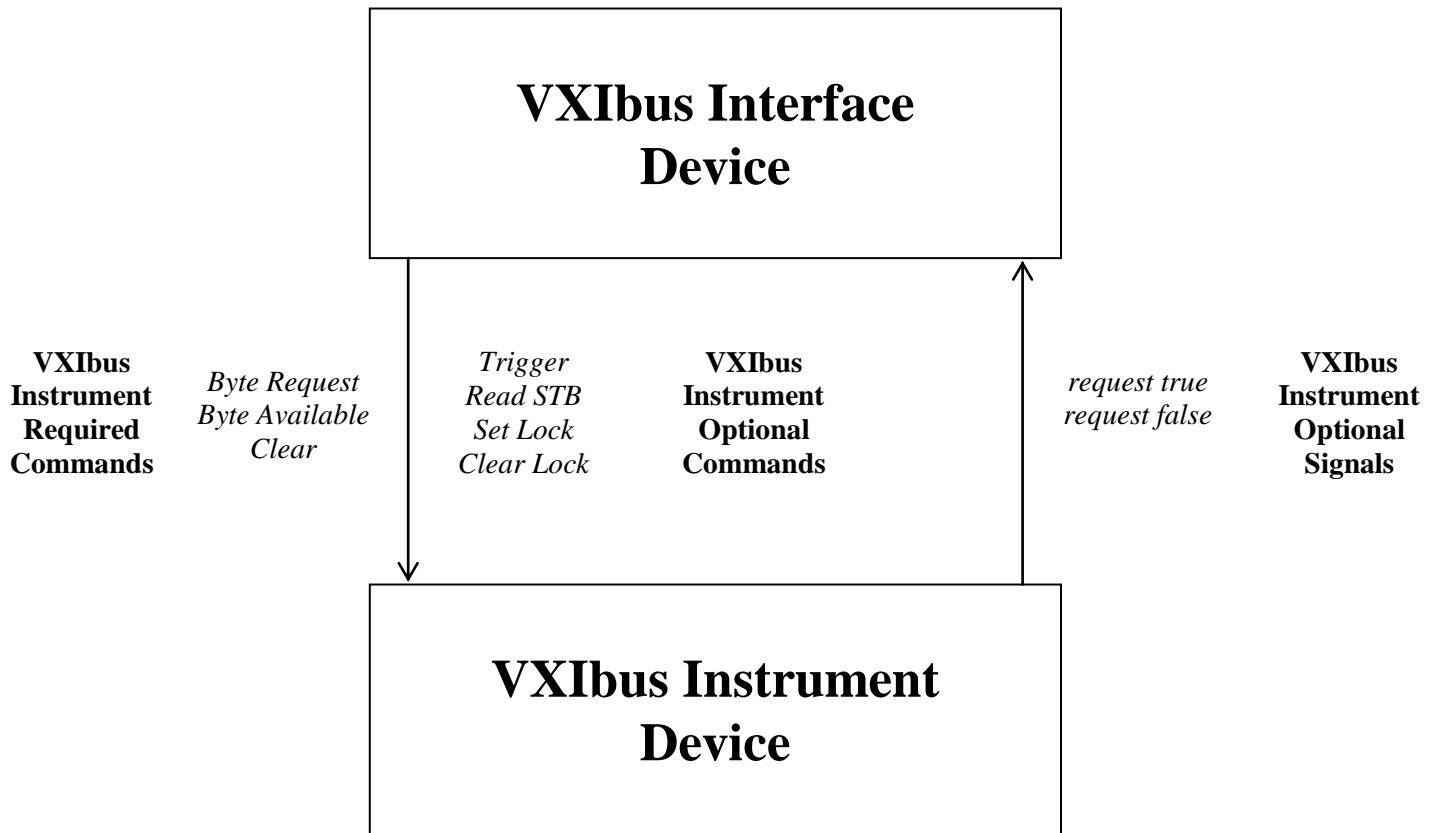 VXIbus Interface
Device
VXIbus
Instrument
Required
Commands
Byte Request
Byte Available
Clear
Trigger
Read STB
Set Lock
Clear Lock
VXIbus
Instrument
Optional
Commands
request true
request false
VXIbus
Instrument
Optional
Signals
VXIbus Instrument
Device